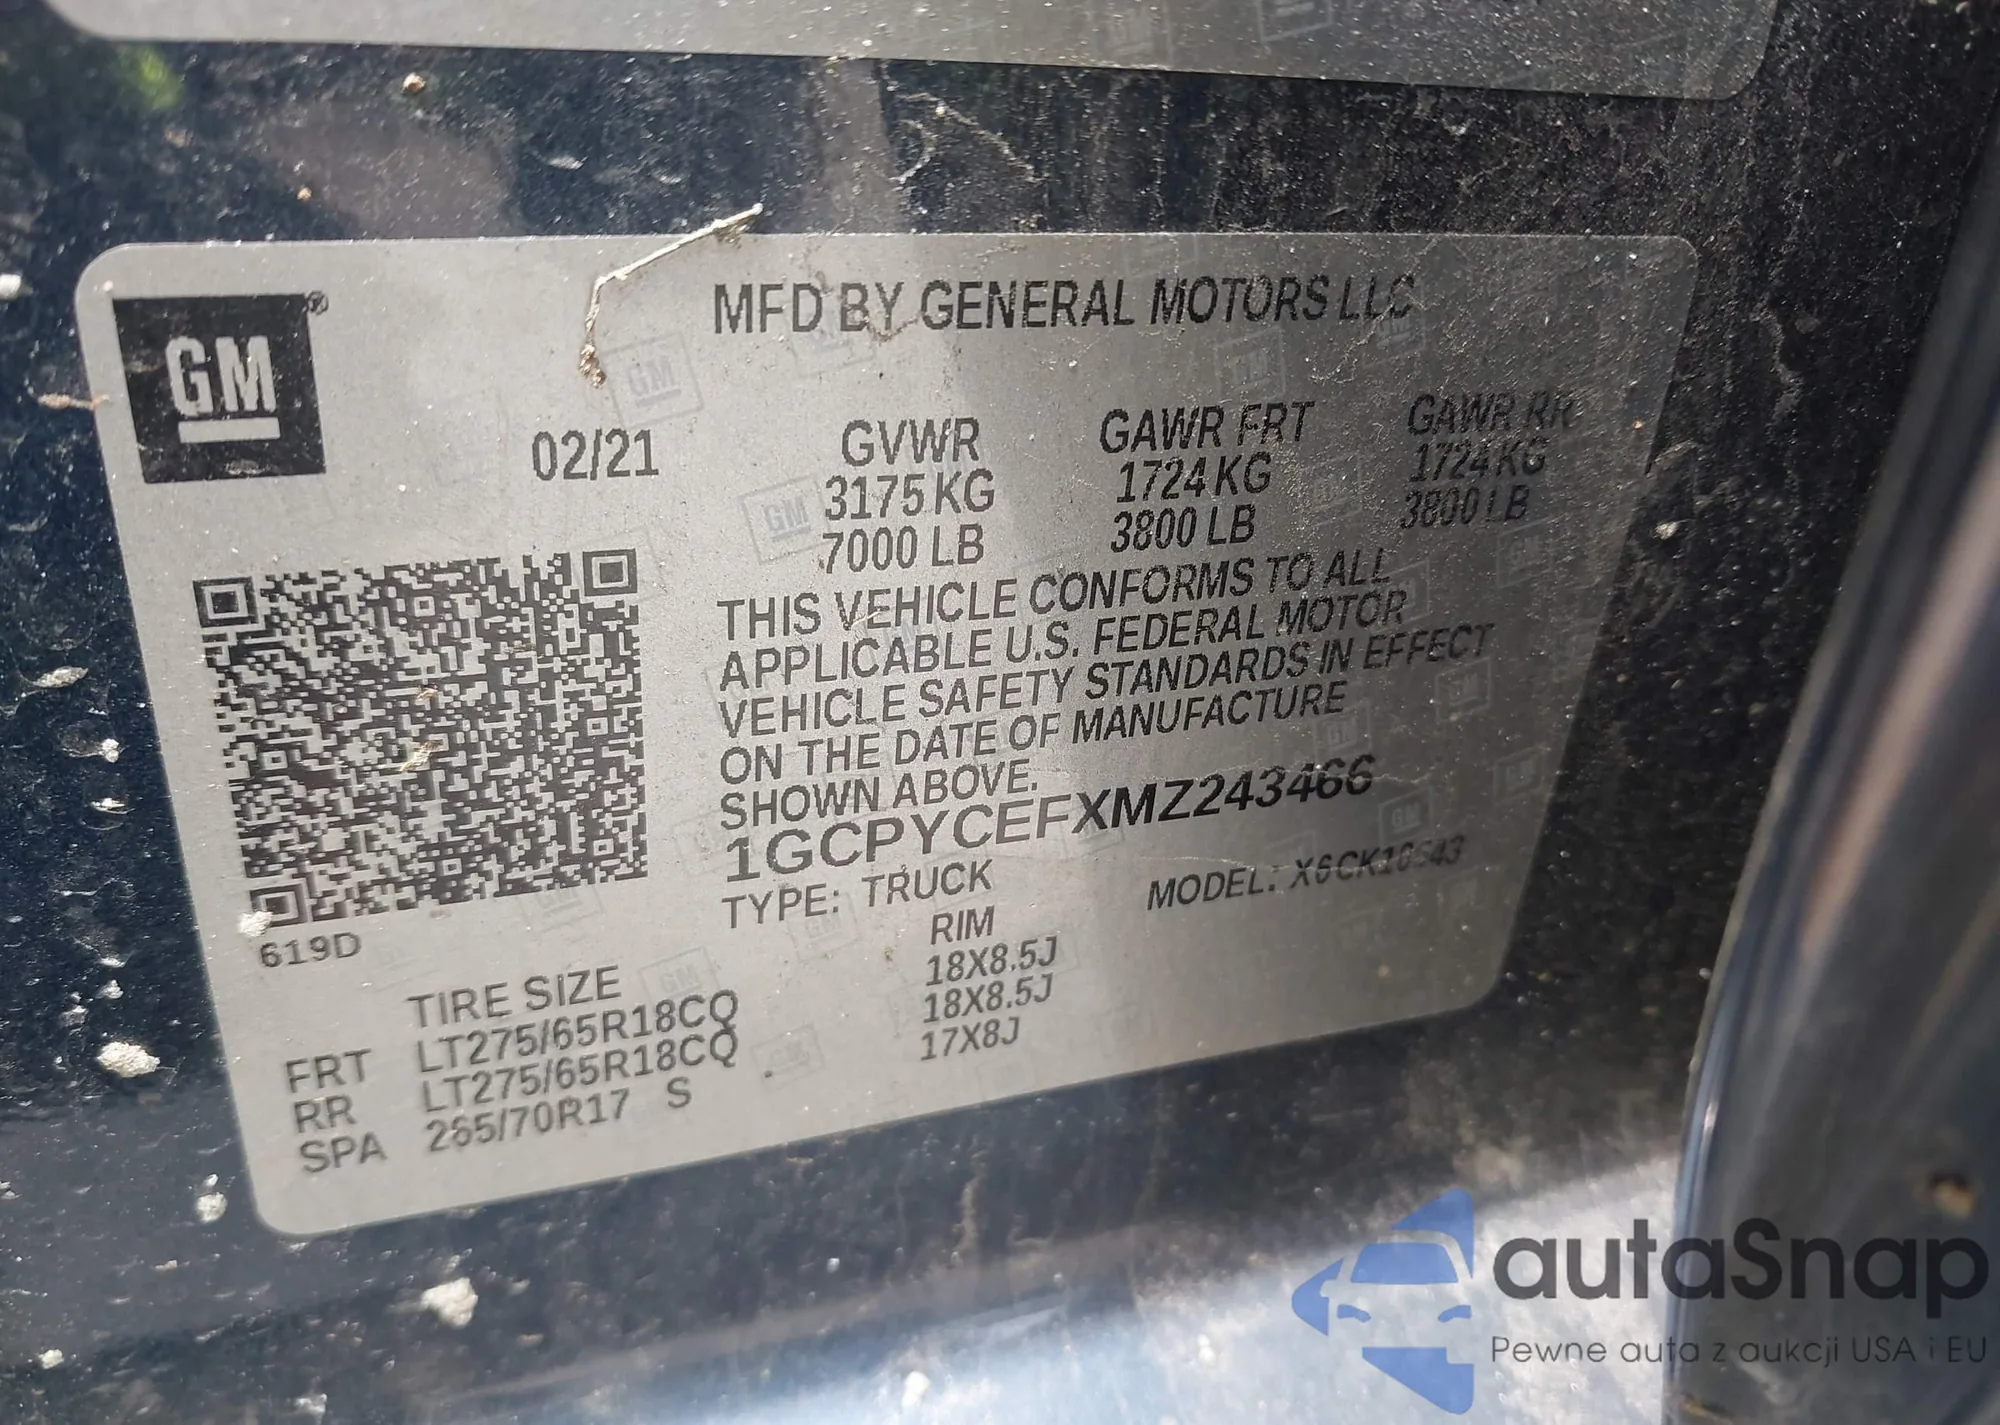 GM®
MFD BY GENERAL MOTORS LLC
02/21
GVWR GAWR FRT GAWR RR
3175 KG 1724 KG 1724 KG
7000 LB 3800 LB 3800 LB
THIS VEHICLE CONFORMS TO ALL
APPLICABLE U.S. FEDERAL MOTOR
VEHICLE SAFETY STANDARDS IN EFFECT
ON THE DATE OF MANUFACTURE
SHOWN ABOVE.
1GCPYCEFXMZ243466
TYPE: TRUCK MODEL:
619D
TIRE SIZE RIM
FRT LT275/65R18CQ 18X8.5J
RR LT275/65R18CQ 18X8.5J
SPA 265/70R17 S 17X8J
autaSnap
Pewne auta z aukcji USA i EU